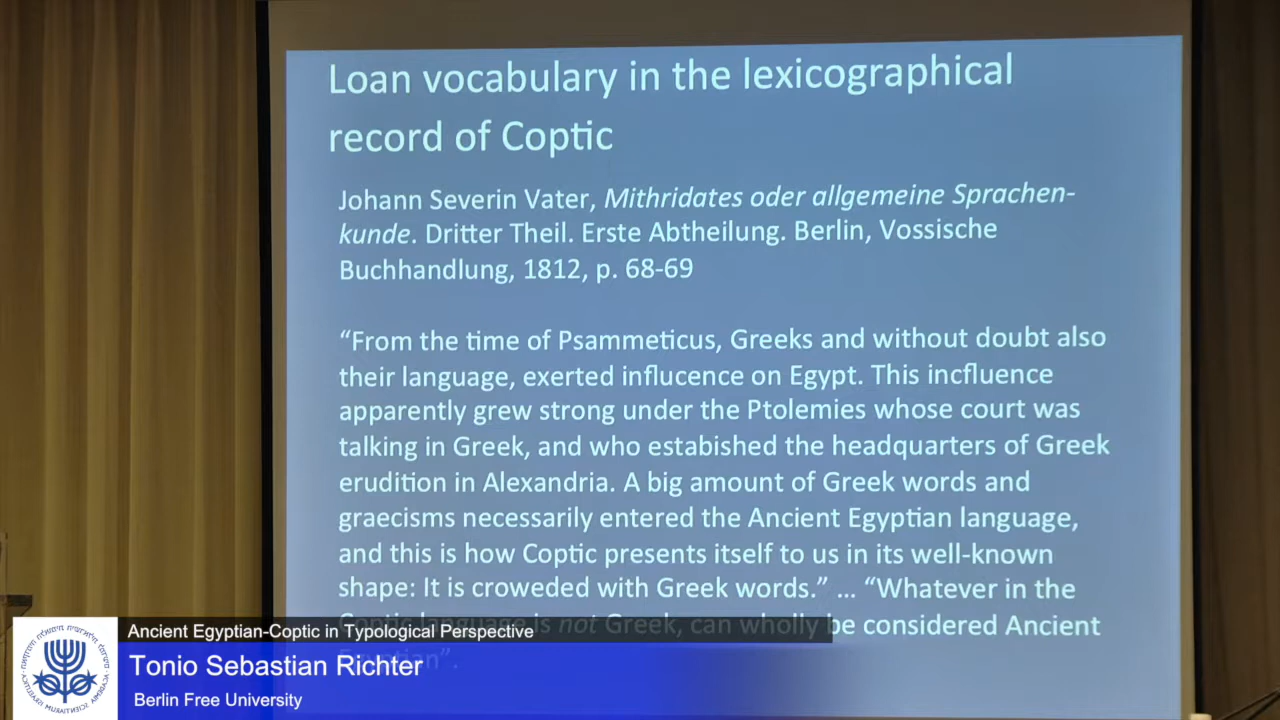 Loan vocabulary in the lexicographical
record of Coptic
Johann Severin Vater, Mithridates oder allgemeine Sprachen-
kunde. Dritter Theil. Erste Abtheilung. Berlin, Vossische
Buchhandlung, 1812, p. 68-69
“From the time of Psammeticus, Greeks and without doubt also
their language, exerted influcence on Egypt. This incfluence
apparently grew strong under the Ptolemies whose court was
talking in Greek, and who estabished the headquarters of Greek
erudition in Alexandria. A big amount of Greek words and
graecisms necessarily entered the Ancient Egyptian language,
and this is how Coptic presents itself to us in its well-known
shape: It is croweded with Greek words.” … “Whatever in the
Coptic language is not Greek, can wholly be considered Ancient
Egyptian”.
Ancient Egyptian-Coptic in Typological Perspective
Tonio Sebastian Richter
Berlin Free University